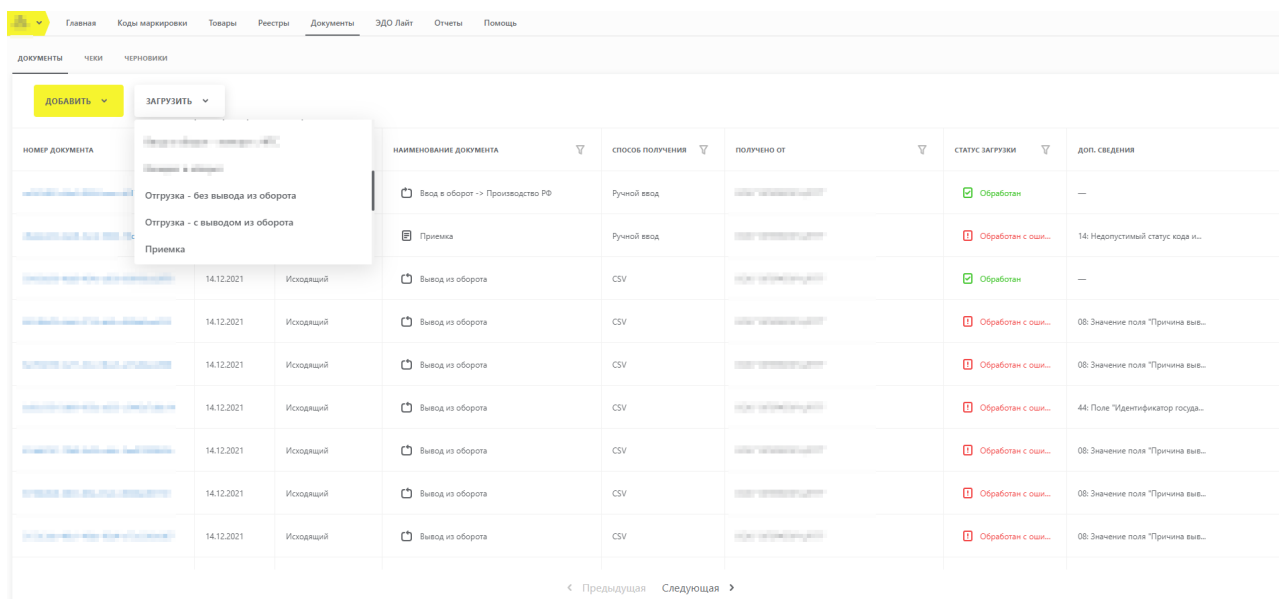 Главная Коды маркировки Товары Реестры Документы ЭДО Лайт Отчеты Помощь
ДОКУМЕНТЫ ЧЕКИ ЧЕРНОВИКИ
ДОБАВИТЬ ЗАГРУЗИТЬ
НОМЕР ДОКУМЕНТА НАИМЕНОВАНИЕ ДОКУМЕНТА СПОСОБ ПОЛУЧЕНИЯ ПОЛУЧЕНО ОТ СТАТУС ЗАГРУЗКИ ДОП. СВЕДЕНИЯ
Отгрузка - без вывода из оборота
Отгрузка - с выводом из оборота
Приемка
Ввод в оборот -> Производство РФ Ручной ввод Обработан —
Приемка Ручной ввод Обработан с оши... 14: Недопустимый статус кода и...
14.12.2021 Исходящий Вывод из оборота CSV Обработан —
14.12.2021 Исходящий Вывод из оборота CSV Обработан с оши... 08: Значение поля "Причина выв...
14.12.2021 Исходящий Вывод из оборота CSV Обработан с оши... 08: Значение поля "Причина выв...
14.12.2021 Исходящий Вывод из оборота CSV Обработан с оши... 44: Поле "Идентификатор госуда...
14.12.2021 Исходящий Вывод из оборота CSV Обработан с оши... 08: Значение поля "Причина выв...
14.12.2021 Исходящий Вывод из оборота CSV Обработан с оши... 08: Значение поля "Причина выв...
14.12.2021 Исходящий Вывод из оборота CSV Обработан с оши... 08: Значение поля "Причина выв...
Предыдущая Следующая